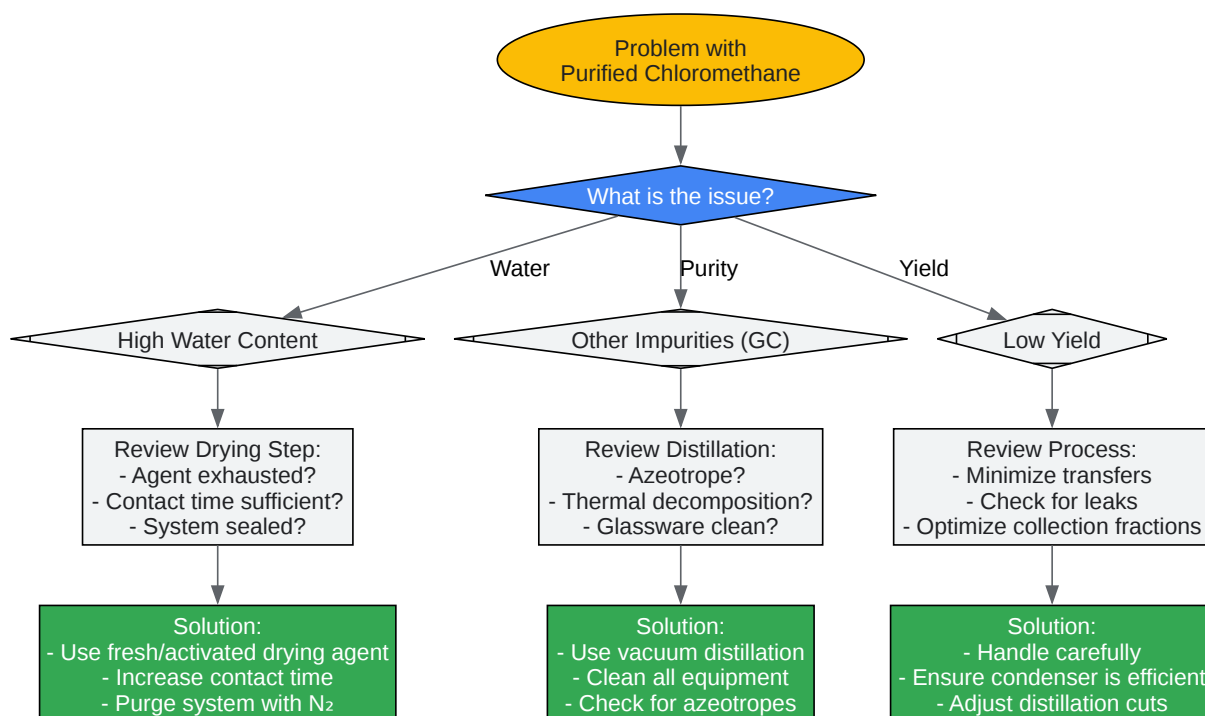 Problem with
Purified Chloromethane
What is the issue?
Water
Purity
Yield
High Water Content
Other Impurities (GC)
Low Yield
Review Drying Step:
- Agent exhausted?
- Contact time sufficient?
- System sealed?
Review Distillation:
- Azeotrope?
- Thermal decomposition?
- Glassware clean?
Review Process:
- Minimize transfers
- Check for leaks
- Optimize collection fractions
Solution:
- Use fresh/activated drying agent
- Increase contact time
- Purge system with N₂
Solution:
- Use vacuum distillation
- Clean all equipment
- Check for azeotropes
Solution:
- Handle carefully
- Ensure condenser is efficient
- Adjust distillation cuts